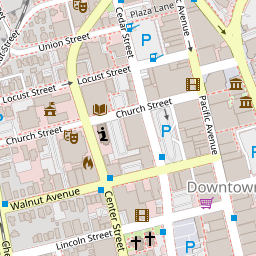 Plaza Lane
Cedar Street
Pacific Avenue
Union Street
P
Locust Street
Church Street
Church Street
Pacific Avenue
P
P
Walnut Avenue
Downtown
Center Street
Lincoln Street
P
P